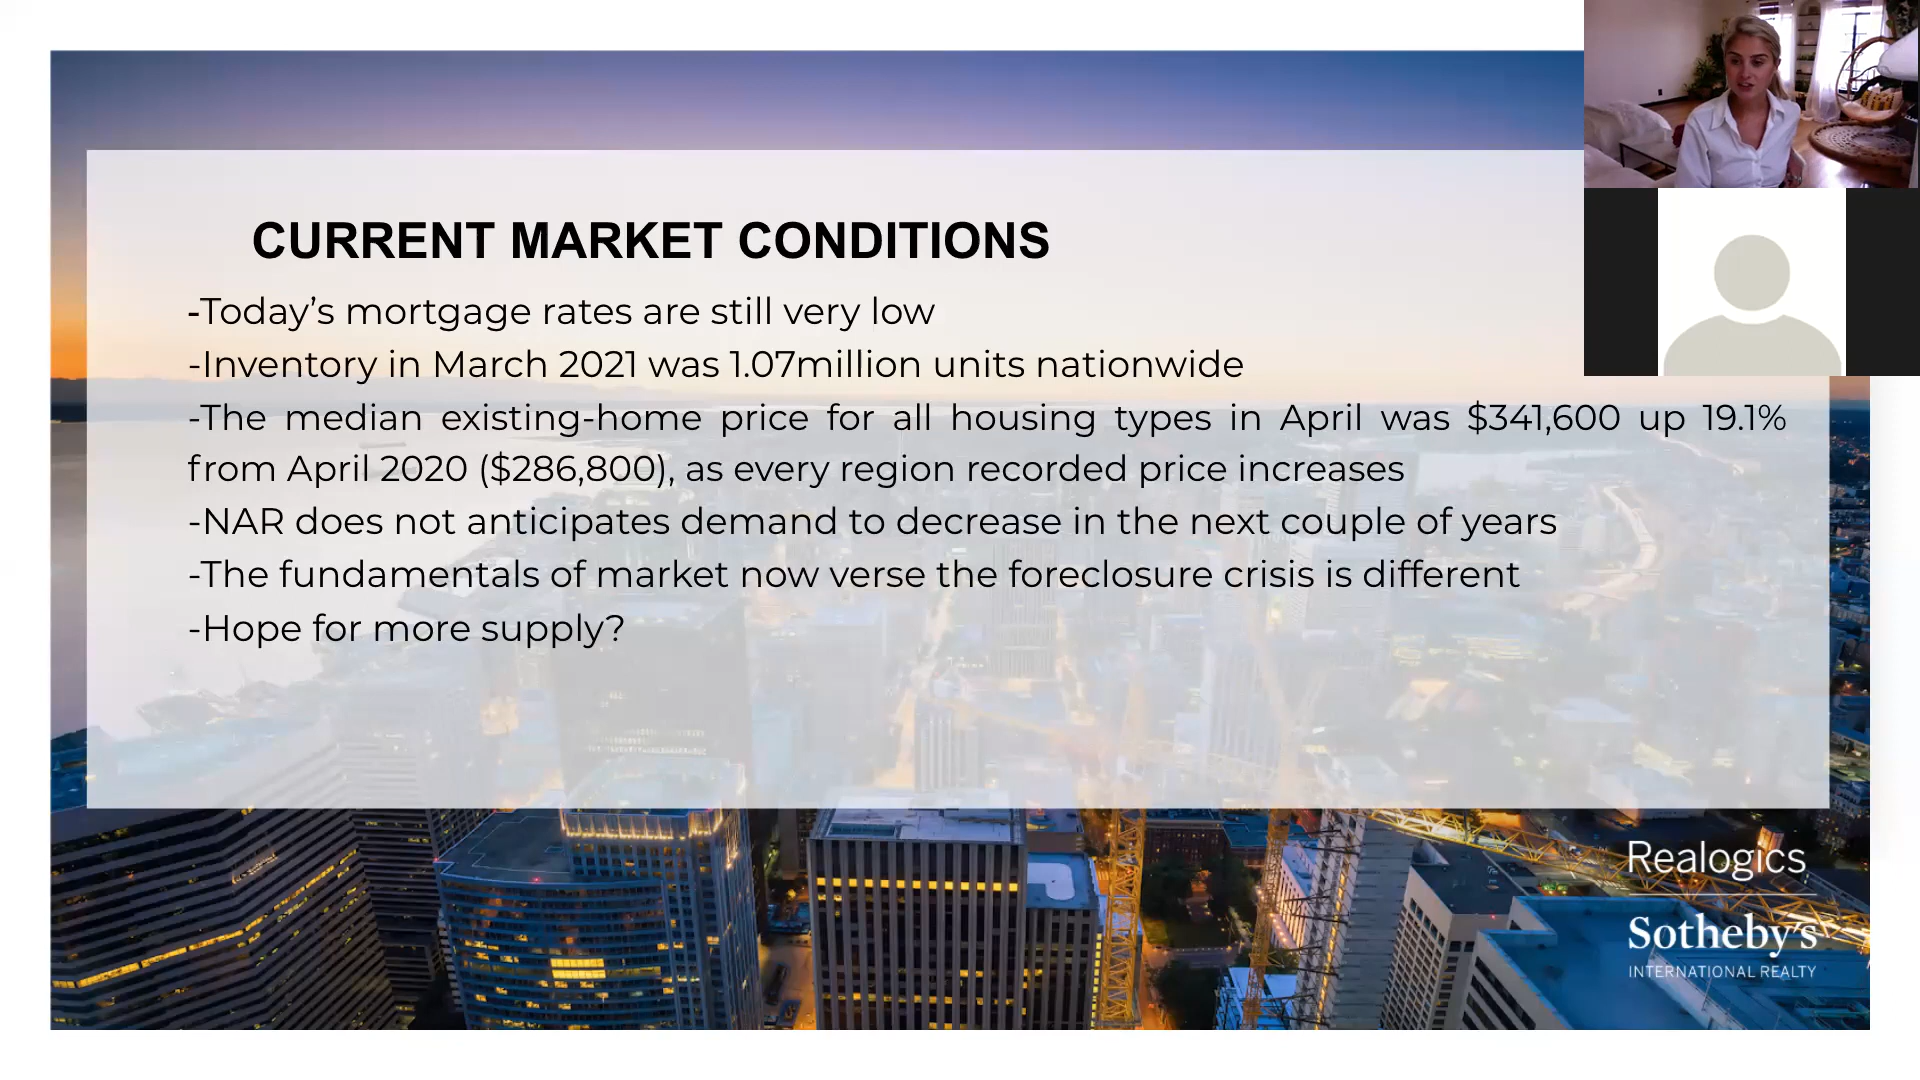 CURRENT MARKET CONDITIONS
-Today’s mortgage rates are still very low
-Inventory in March 2021 was 1.07million units nationwide
-The median existing-home price for all housing types in April was $341,600 up 19.1%
from April 2020 ($286,800), as every region recorded price increases
-NAR does not anticipates demand to decrease in the next couple of years
-The fundamentals of market now verse the foreclosure crisis is different
-Hope for more supply?
Realogics
Sotheby’s
INTERNATIONAL REALTY